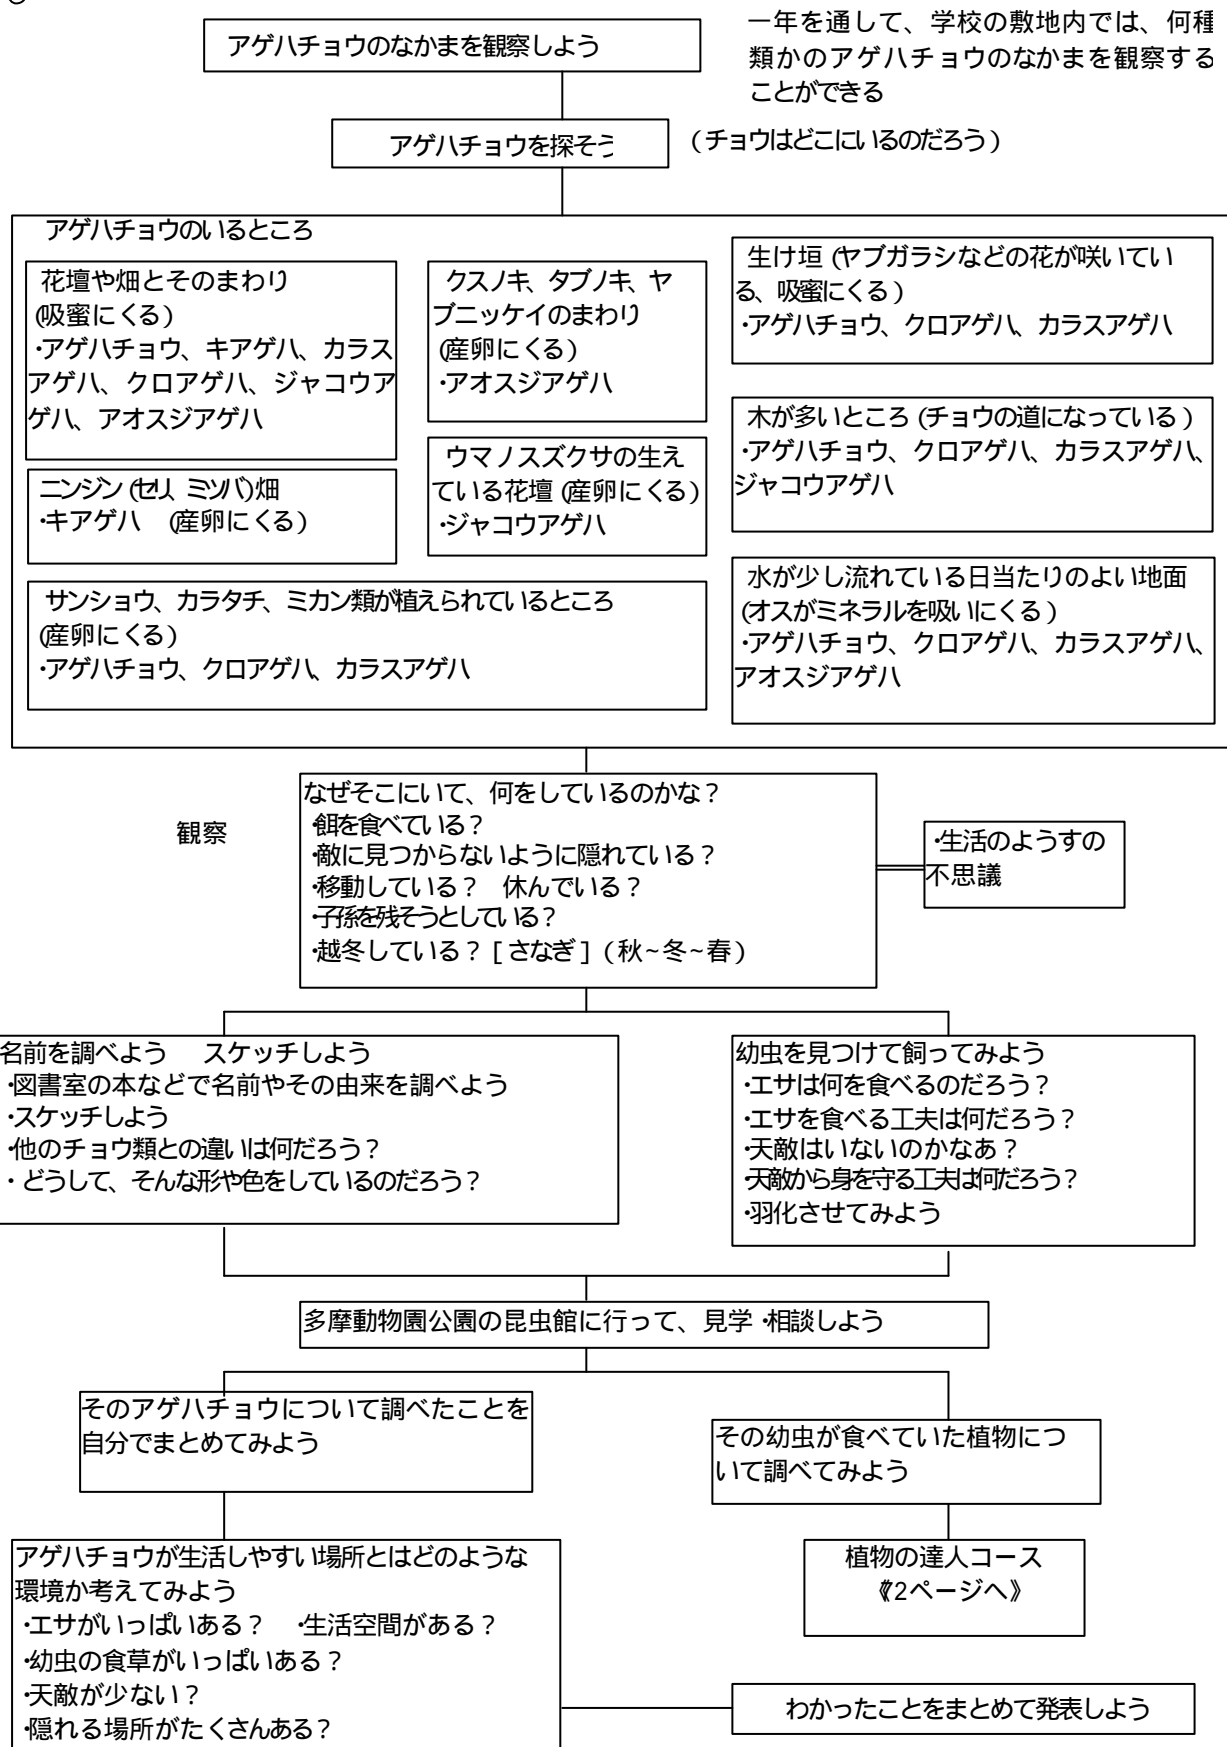 アゲハチョウのなかまを観察しよう
一年を通して、学校の敷地内では、何種
類かのアゲハチョウのなかまを観察する
ことができる
アゲハチョウを探そう
(チョウはどこにいるのだろう)
アゲハチョウのいるところ
花壇や畑とそのまわり
(吸蜜にくる)
・アゲハチョウ、キアゲハ、カラス
アゲハ、クロアゲハ、ジャコウア
ゲハ、アオスジアゲハ
ニンジン(セリ、ミツバ)畑
・キアゲハ (産卵にくる)
クスノキ、タブノキ、ヤ
ブニッケイのまわり
(産卵にくる)
・アオスジアゲハ
ウマノスズクサの生え
ている花壇(産卵にくる)
・ジャコウアゲハ
サンショウ、カラタチ、ミカン類が植えられているところ
(産卵にくる)
・アゲハチョウ、クロアゲハ、カラスアゲハ
生け垣(ヤブガラシなどの花が咲いてい
る、吸蜜にくる)
・アゲハチョウ、クロアゲハ、カラスアゲハ
木が多いところ(チョウの道になっている)
・アゲハチョウ、クロアゲハ、カラスアゲハ、
ジャコウアゲハ
水が少し流れている日当たりのよい地面
(オスがミネラルを吸いにくる)
・アゲハチョウ、クロアゲハ、カラスアゲハ、
アオスジアゲハ
観察
なぜそこにいて、何をしているのかな?
・餌を食べている?
・敵に見つからないように隠れている?
・移動している? 休んでいる?
・子孫を残そうとしている?
・越冬している?[さなぎ](秋~冬~春)
・生活のようすの
不思議
名前を調べよう スケッチしよう
・図書室の本などで名前やその由来を調べよう
・スケッチしよう
・他のチョウ類との違いは何だろう?
・どうして、そんな形や色をしているのだろう?
幼虫を見つけて飼ってみよう
・エサは何を食べるのだろう?
・エサを食べる工夫は何だろう?
・天敵はいないのかなあ?
・天敵から身を守る工夫は何だろう?
・羽化させてみよう
多摩動物園公園の昆虫館に行って、見学・相談しよう
そのアゲハチョウについて調べたことを
自分でまとめてみよう
その幼虫が食べていた植物につ
いて調べてみよう
アゲハチョウが生活しやすい場所とはどのような
環境か考えてみよう
・エサがいっぱいある? ・生活空間がある?
・幼虫の食草がいっぱいある?
・天敵が少ない?
・隠れる場所がたくさんある?
植物の達人コース
《2ページへ》
わかったことをまとめて発表しよう